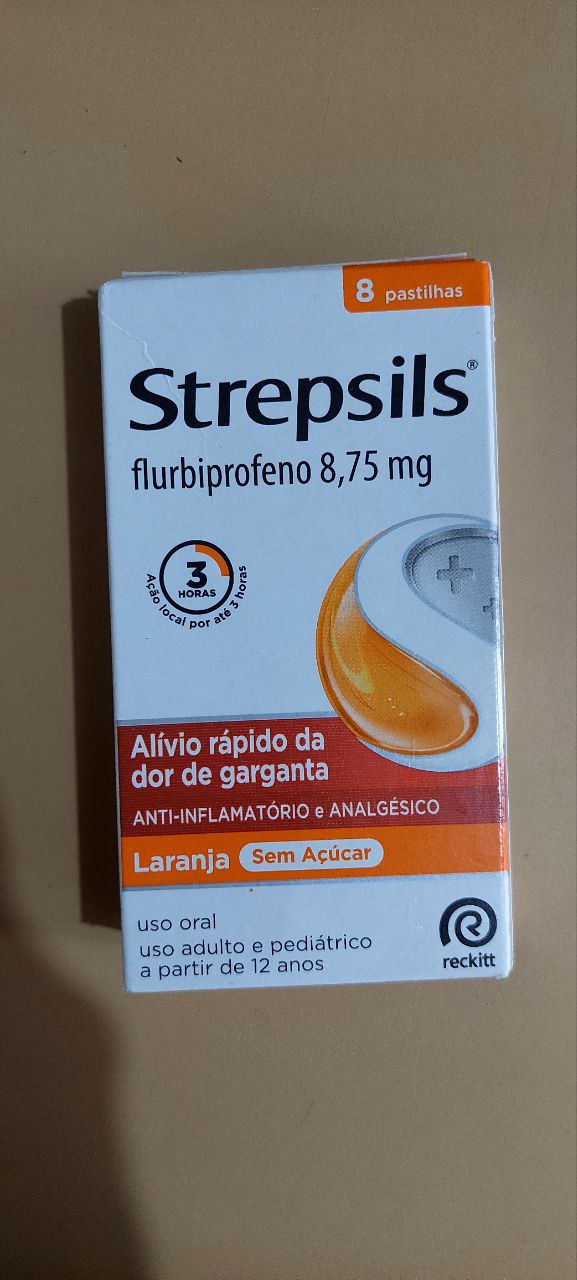 8 pastilhas
Strepsils®
flurbiprofeno 8,75 mg
3
HORAS
Ação local por até 3 horas
Alívio rápido da
dor de garganta
ANTI-INFLAMATÓRIO e ANALGÉSICO
Laranja Sem Açúcar
uso oral
uso adulto e pediátrico
a partir de 12 anos
reckitt